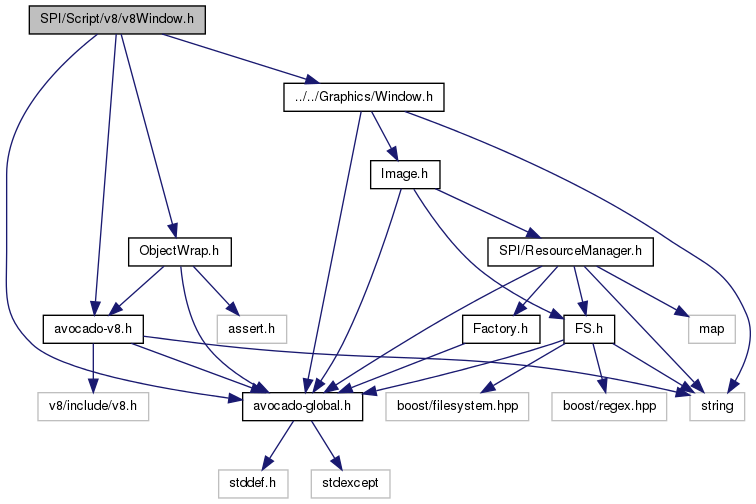 SPI/Script/v8/v8Window.h
../../Graphics/Window.h
Image.h
ObjectWrap.h
SPI/ResourceManager.h
avocado-v8.h
assert.h
Factory.h
FS.h
map
v8/include/v8.h
avocado-global.h
boost/filesystem.hpp
boost/regex.hpp
string
stddef.h
stdexcept